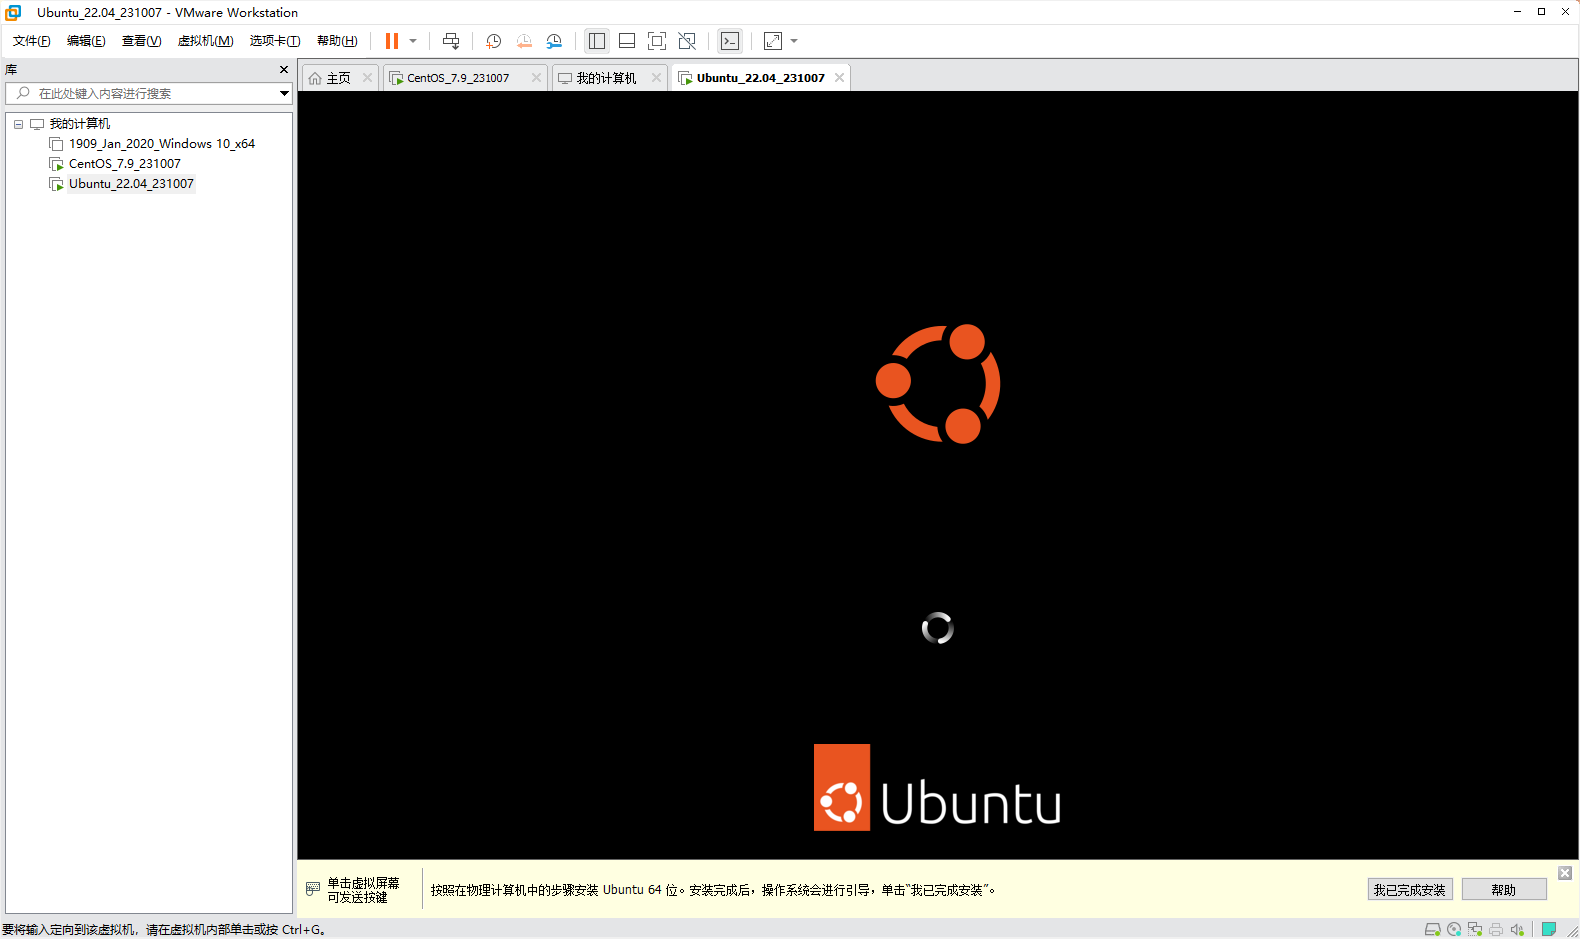 Ubuntu_22.04_231007 - VMware Workstation
文件(F) 编辑(E) 查看(V) 虚拟机(M) 选项卡(T) 帮助(H)
库
在此处键入内容进行搜索
我的计算机
1909_Jan_2020_Windows 10_x64
CentOS_7.9_231007
Ubuntu_22.04_231007
主页 CentOS_7.9_231007 我的计算机 Ubuntu_22.04_231007
Ubuntu
单击虚拟屏幕
可发送按键
按照在物理计算机中的步骤安装 Ubuntu 64 位。安装完成后，操作系统会进行引导，单击“我已完成安装”。
我已完成安装 帮助
要将输入定向到该虚拟机，请在虚拟机内部单击或按 Ctrl+G。